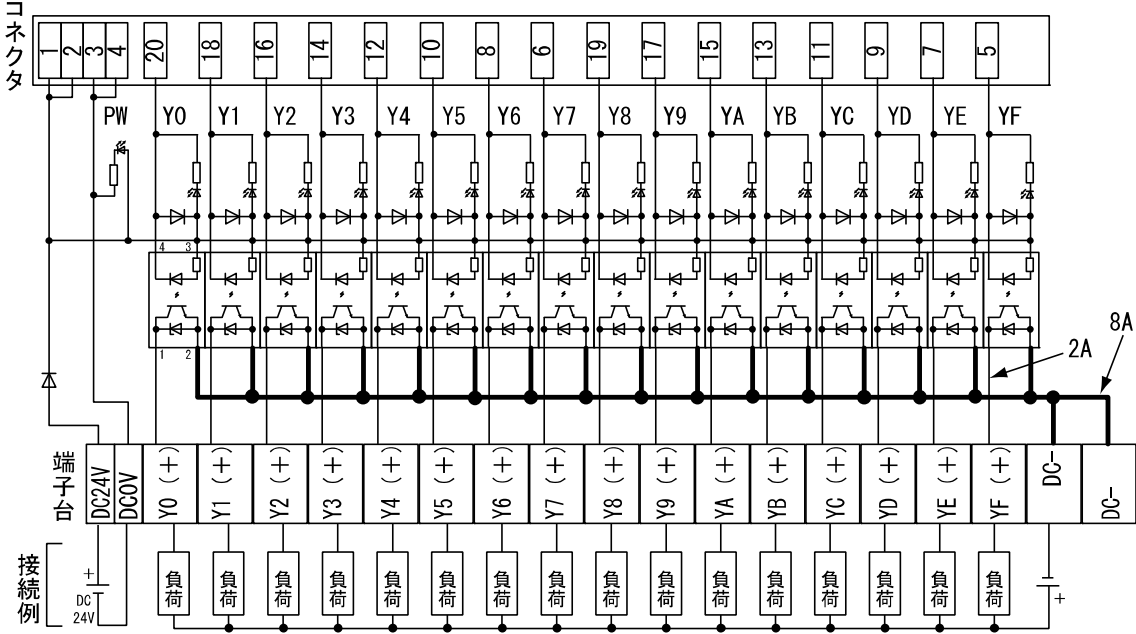 コネクタ
1 2 3 4 20 18 16 14 12 10 8 6 19 17 15 13 11 9 7 5
PW Y0 Y1 Y2 Y3 Y4 Y5 Y6 Y7 Y8 Y9 YA YB YC YD YE YF
4 3
1 2
2A
8A
端子台
DC24V DC0V Y0(+) Y1(+) Y2(+) Y3(+) Y4(+) Y5(+) Y6(+) Y7(+) Y8(+) Y9(+) YA(+) YB(+) YC(+) YD(+) YE(+) YF(+) DC- DC-
接続例
+
DC
24V
負荷 負荷 負荷 負荷 負荷 負荷 負荷 負荷 負荷 負荷 負荷 負荷 負荷 負荷 負荷 負荷
+